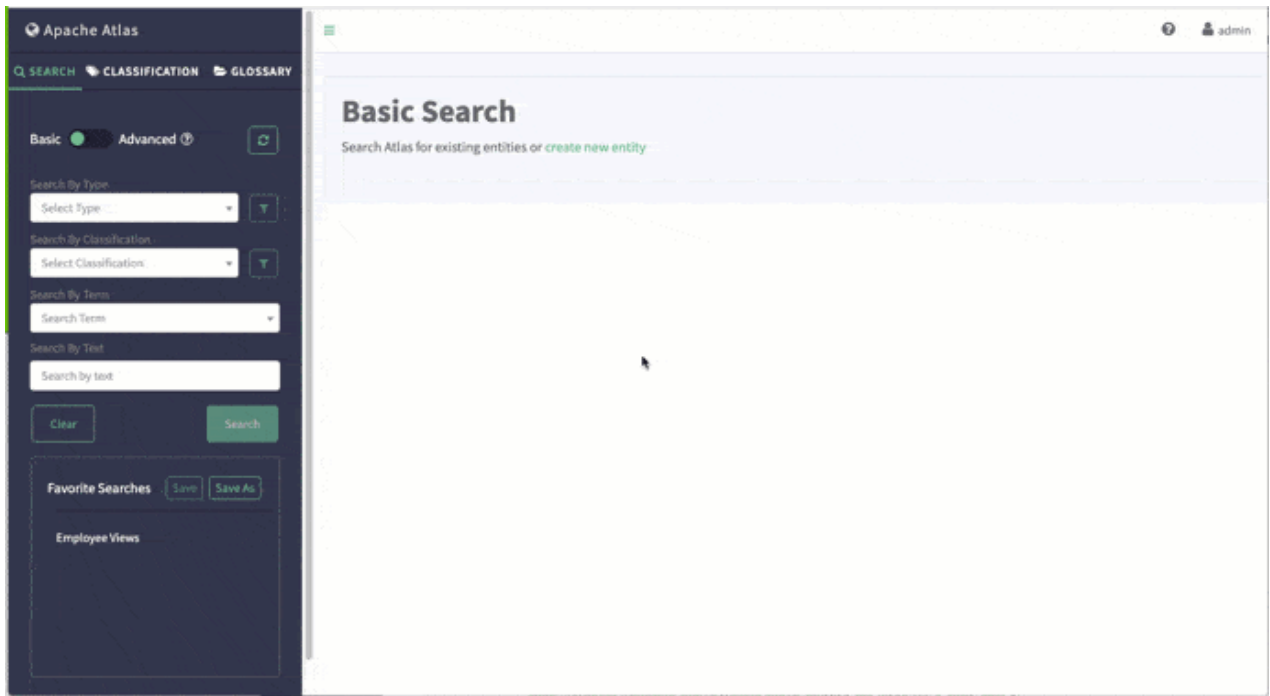 Apache Atlas
admin
SEARCH CLASSIFICATION GLOSSARY
Basic Search
Search Atlas for existing entities or create new entity
Basic Advanced
Search By Type
Select Type
Search By Classification
Select Classification
Search By Term
Search Term
Search By Text
Search by text
Clear Search
Favorite Searches Save Save As
Employee Views